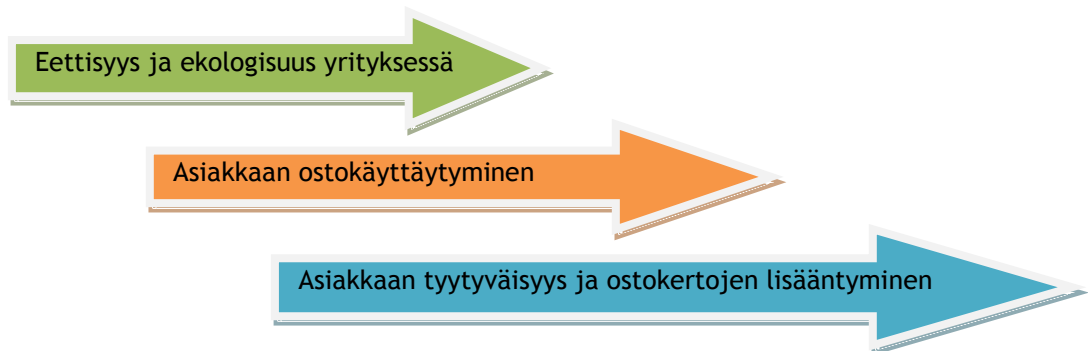 Eettisyys ja ekologisuus yrityksessä
Asiakkaan ostokäyttäytyminen
Asiakkaan tyytyväisyys ja ostokertojen lisääntyminen